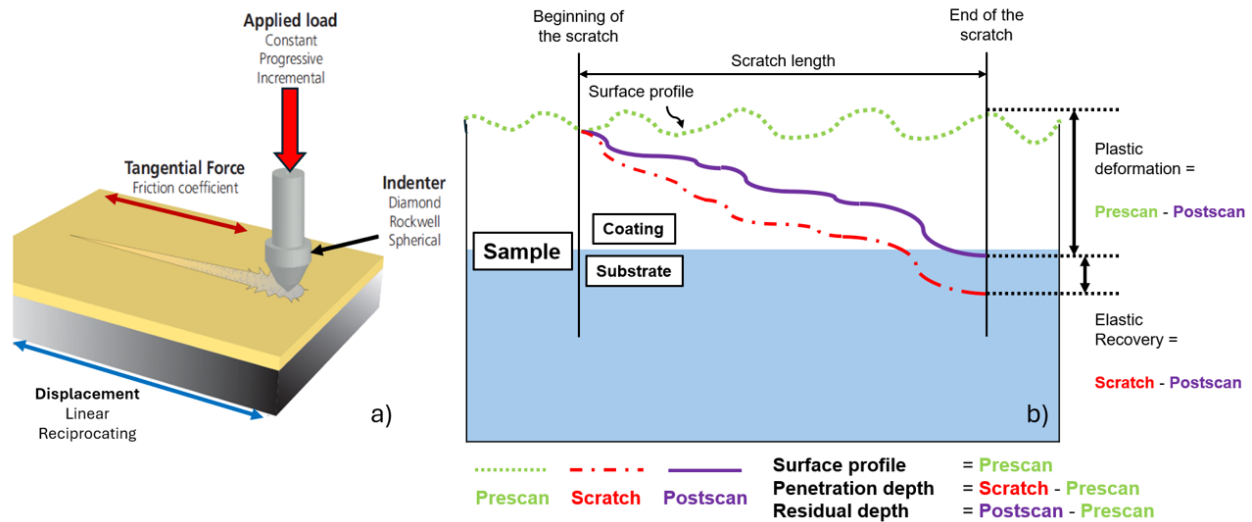 Applied load
Constant
Progressive
Incremental
Tangential Force
Friction coefficient
Indenter
Diamond
Rockwell
Spherical
Displacement
Linear
Reciprocating
a)
Beginning of
the scratch
End of the
scratch
Scratch length
Surface profile
Coating
Sample
Substrate
Plastic
deformation =
Prescan - Postscan
Elastic
Recovery =
Scratch - Postscan
b)
Prescan
Scratch
Postscan
Surface profile = Prescan
Penetration depth = Scratch - Prescan
Residual depth = Postscan - Prescan